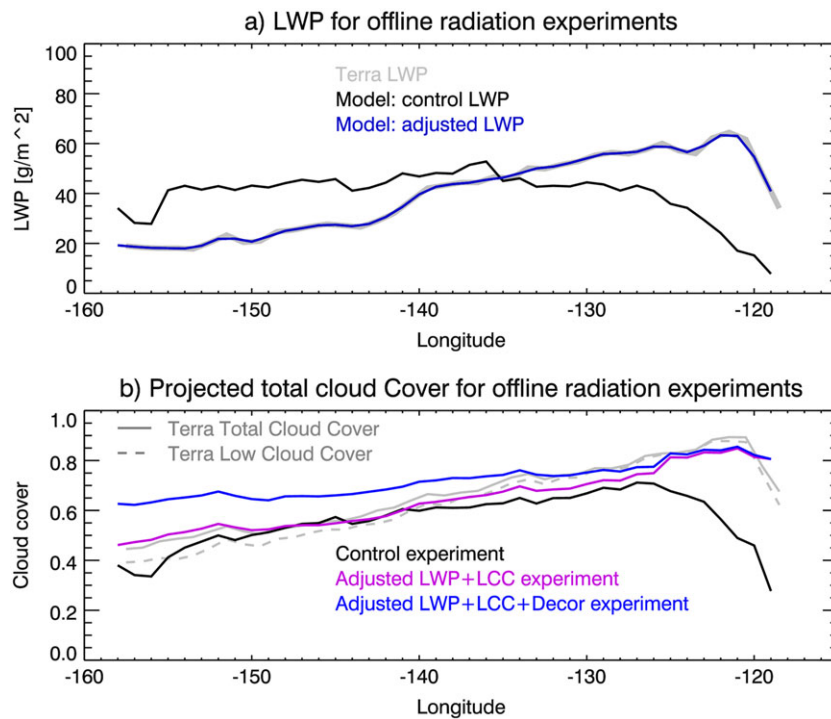 a) LWP for offline radiation experiments
100
80
60
40
20
0
LWP [g/m^2]
Terra LWP
Model: control LWP
Model: adjusted LWP
-160 -150 -140 -130 -120
Longitude
b) Projected total cloud Cover for offline radiation experiments
1.0
0.8
0.6
0.4
0.2
0.0
Cloud cover
Terra Total Cloud Cover
Terra Low Cloud Cover
Control experiment
Adjusted LWP+LCC experiment
Adjusted LWP+LCC+Decor experiment
-160 -150 -140 -130 -120
Longitude